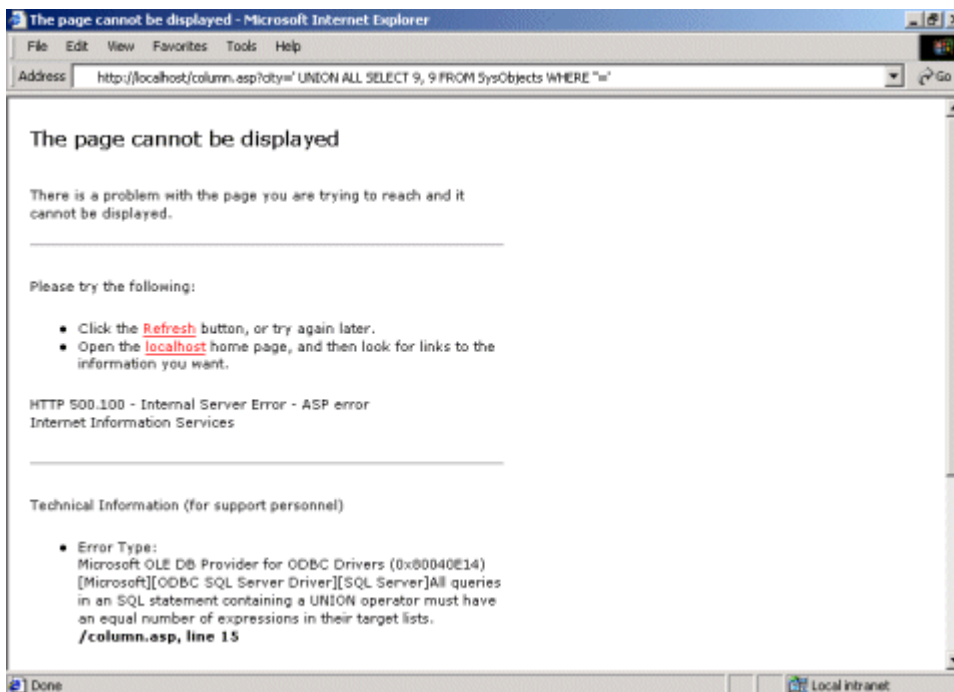 The page cannot be displayed - Microsoft Internet Explorer
File Edit View Favorites Tools Help
Address http://localhost/column.asp?city=' UNION ALL SELECT 9, 9 FROM SysObjects WHERE ''='
Go
The page cannot be displayed
There is a problem with the page you are trying to reach and it
cannot be displayed.
Please try the following:
• Click the Refresh button, or try again later.
• Open the localhost home page, and then look for links to the
information you want.
HTTP 500.100 - Internal Server Error - ASP error
Internet Information Services
Technical Information (for support personnel)
• Error Type:
Microsoft OLE DB Provider for ODBC Drivers (0x80040E14)
[Microsoft][ODBC SQL Server Driver][SQL Server]All queries
in an SQL statement containing a UNION operator must have
an equal number of expressions in their target lists.
/column.asp, line 15
Done
Local intranet